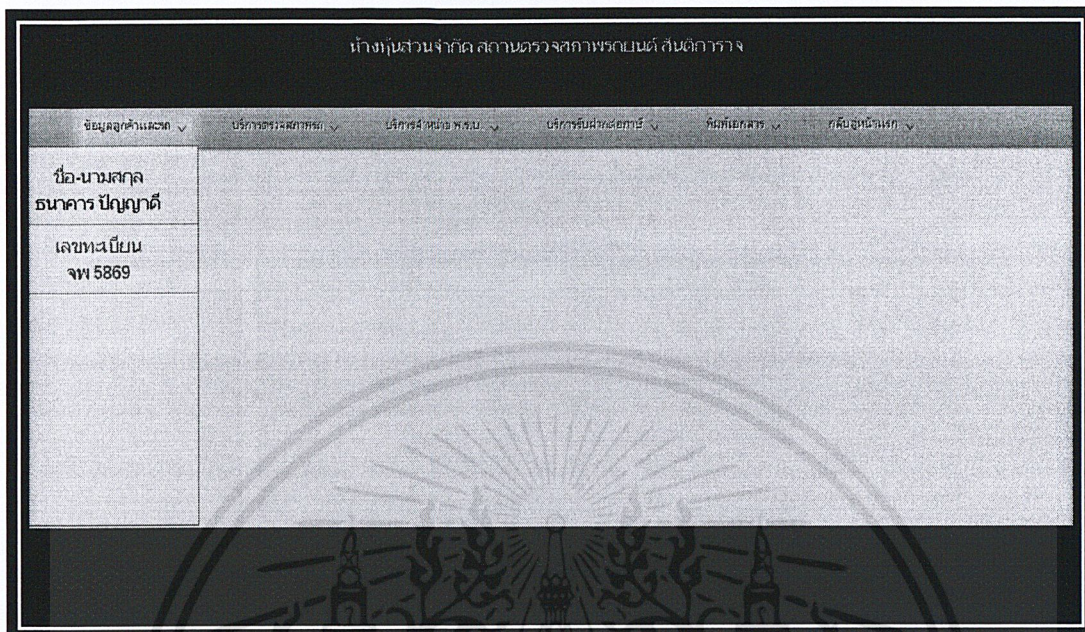 ห้างหุ้นส่วนจำกัด สถานตรวจสภาพรถยนต์ สันติการาจ
ข้อมูลลูกค้าและรถ บริการตรวจสภาพรถ บริการจำหน่าย พ.ร.บ. บริการรับฝากต่อภาษี พิมพ์เอกสาร กลับสู่หน้าแรก
ชื่อ-นามสกุล
ธนาคาร ปัญญาดี
เลขทะเบียน
จพ 5869